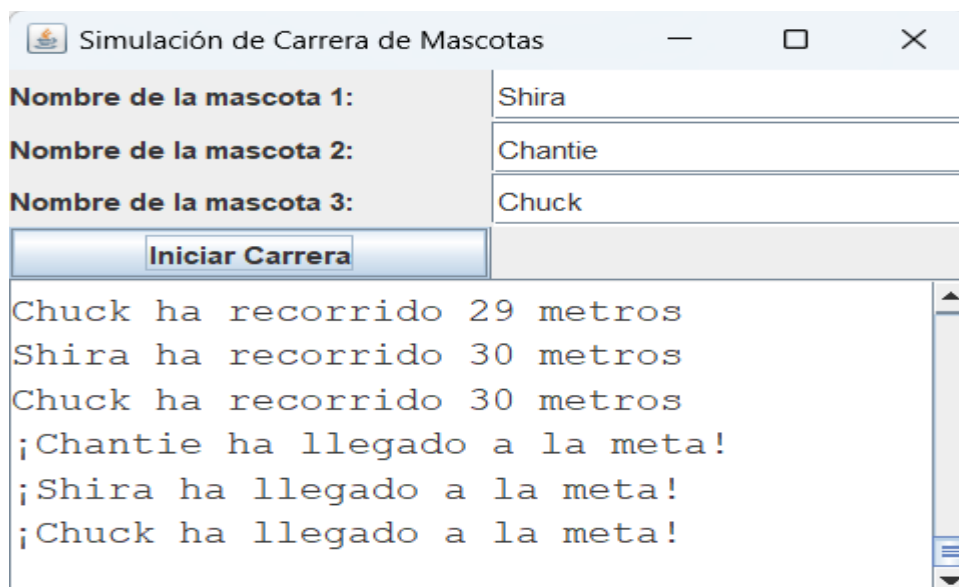 Simulación de Carrera de Mascotas
Nombre de la mascota 1: Shira
Nombre de la mascota 2: Chantie
Nombre de la mascota 3: Chuck
Iniciar Carrera
Chuck ha recorrido 29 metros
Shira ha recorrido 30 metros
Chuck ha recorrido 30 metros
¡Chantie ha llegado a la meta!
¡Shira ha llegado a la meta!
¡Chuck ha llegado a la meta!